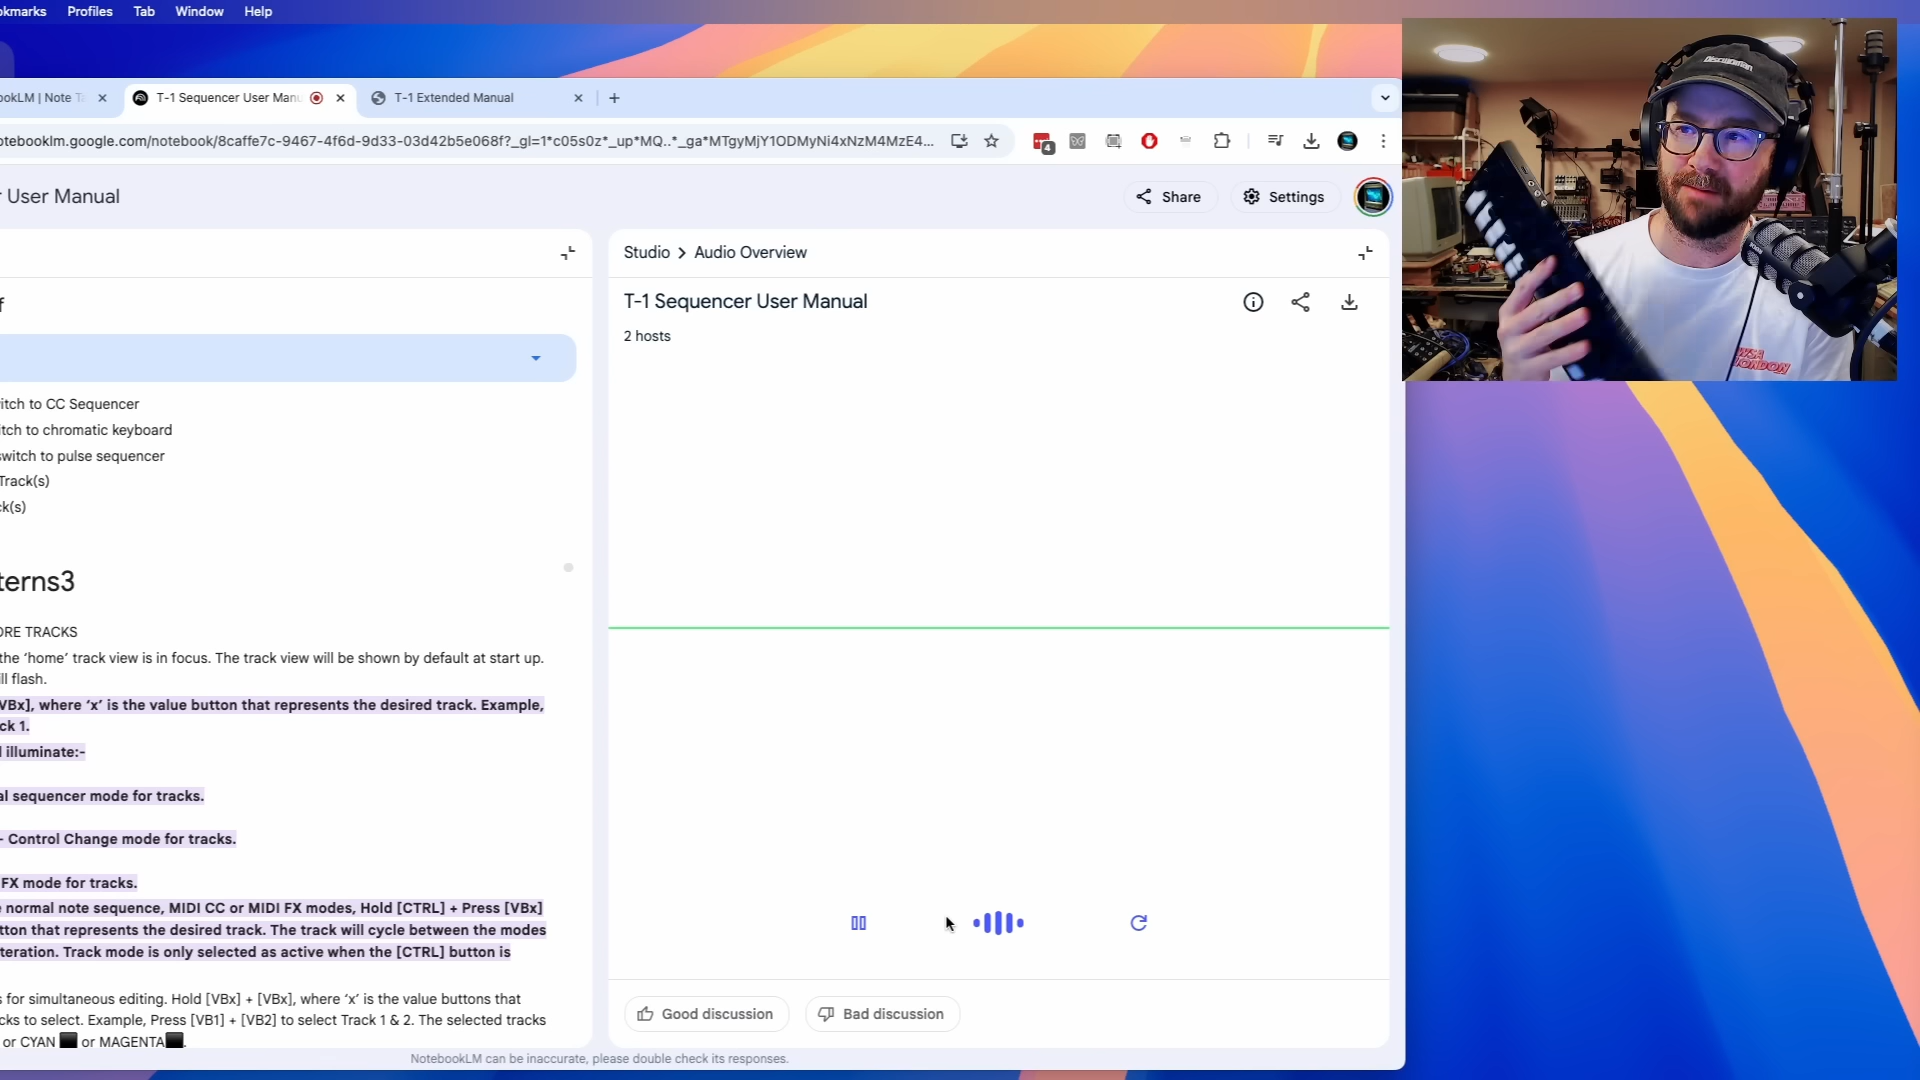 okmarks Profiles Tab Window Help
T-1 Sequencer User Manu
T-1 Extended Manual
otebooklm.google.com/notebook/8caffe7c-9467-4f6d-9d33-03d42b5e068f?_gl=1*c05s0z*_up*MQ..*_ga*MTgyMjY1ODMyNi4xNzM4MzE4...
4
r User Manual
Share
Settings
f
itch to CC Sequencer
itch to chromatic keyboard
switch to pulse sequencer
Track(s)
k(s)
terns3
ORE TRACKS
the ‘home’ track view is in focus. The track view will be shown by default at start up.
ill flash.
VBx], where ‘x’ is the value button that represents the desired track. Example,
ck 1.
l illuminate:-
al sequencer mode for tracks.
- Control Change mode for tracks.
FX mode for tracks.
e normal note sequence, MIDI CC or MIDI FX modes, Hold [CTRL] + Press [VBx]
tton that represents the desired track. The track will cycle between the modes
teration. Track mode is only selected as active when the [CTRL] button is
s for simultaneous editing. Hold [VBx] + [VBx], where ‘x’ is the value buttons that
cks to select. Example, Press [VB1] + [VB2] to select Track 1 & 2. The selected tracks
or CYAN or MAGENTA .
Studio > Audio Overview
T-1 Sequencer User Manual
2 hosts
Good discussion
Bad discussion
NotebookLM can be inaccurate, please double check its responses.
LONDON